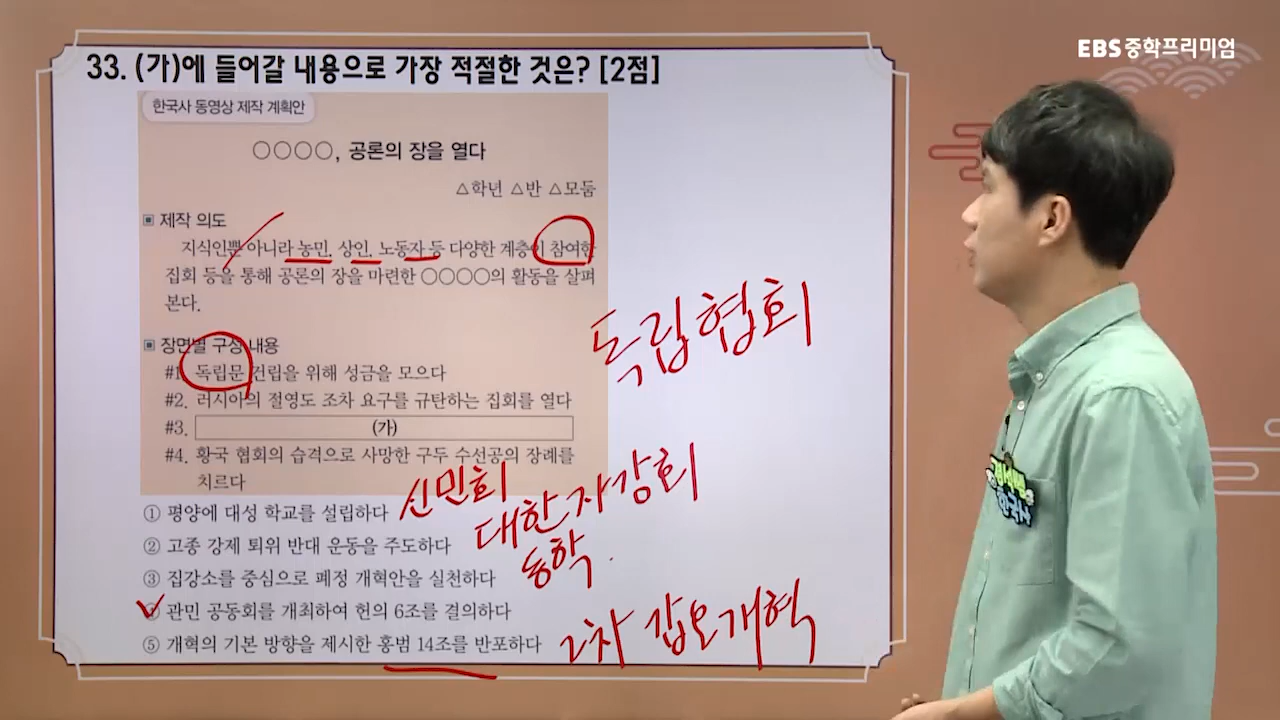 EBS 중학프리미엄
33. (가)에 들어갈 내용으로 가장 적절한 것은? [2점]
한국사 동영상 제작 계획안
○○○○, 공론의 장을 열다
△학년 △반 △모둠
▣ 제작 의도
지식인뿐 아니라 농민, 상인, 노동자 등 다양한 계층이 참여한
집회 등을 통해 공론의 장을 마련한 ○○○○의 활동을 살펴
본다.
독립협회
▣ 장면별 구성 내용
#1. 독립문 건립을 위해 성금을 모으다
#2. 러시아의 절영도 조차 요구를 규탄하는 집회를 열다
#3. (가)
#4. 황국 협회의 습격으로 사망한 구두 수선공의 장례를
치르다
① 평양에 대성 학교를 설립하다 신민회
② 고종 강제 퇴위 반대 운동을 주도하다 대한자강회
③ 집강소를 중심으로 폐정 개혁안을 실천하다 동학
④ 관민 공동회를 개최하여 헌의 6조를 결의하다
⑤ 개혁의 기본 방향을 제시한 홍범 14조를 반포하다 2차 갑오개혁
한국사